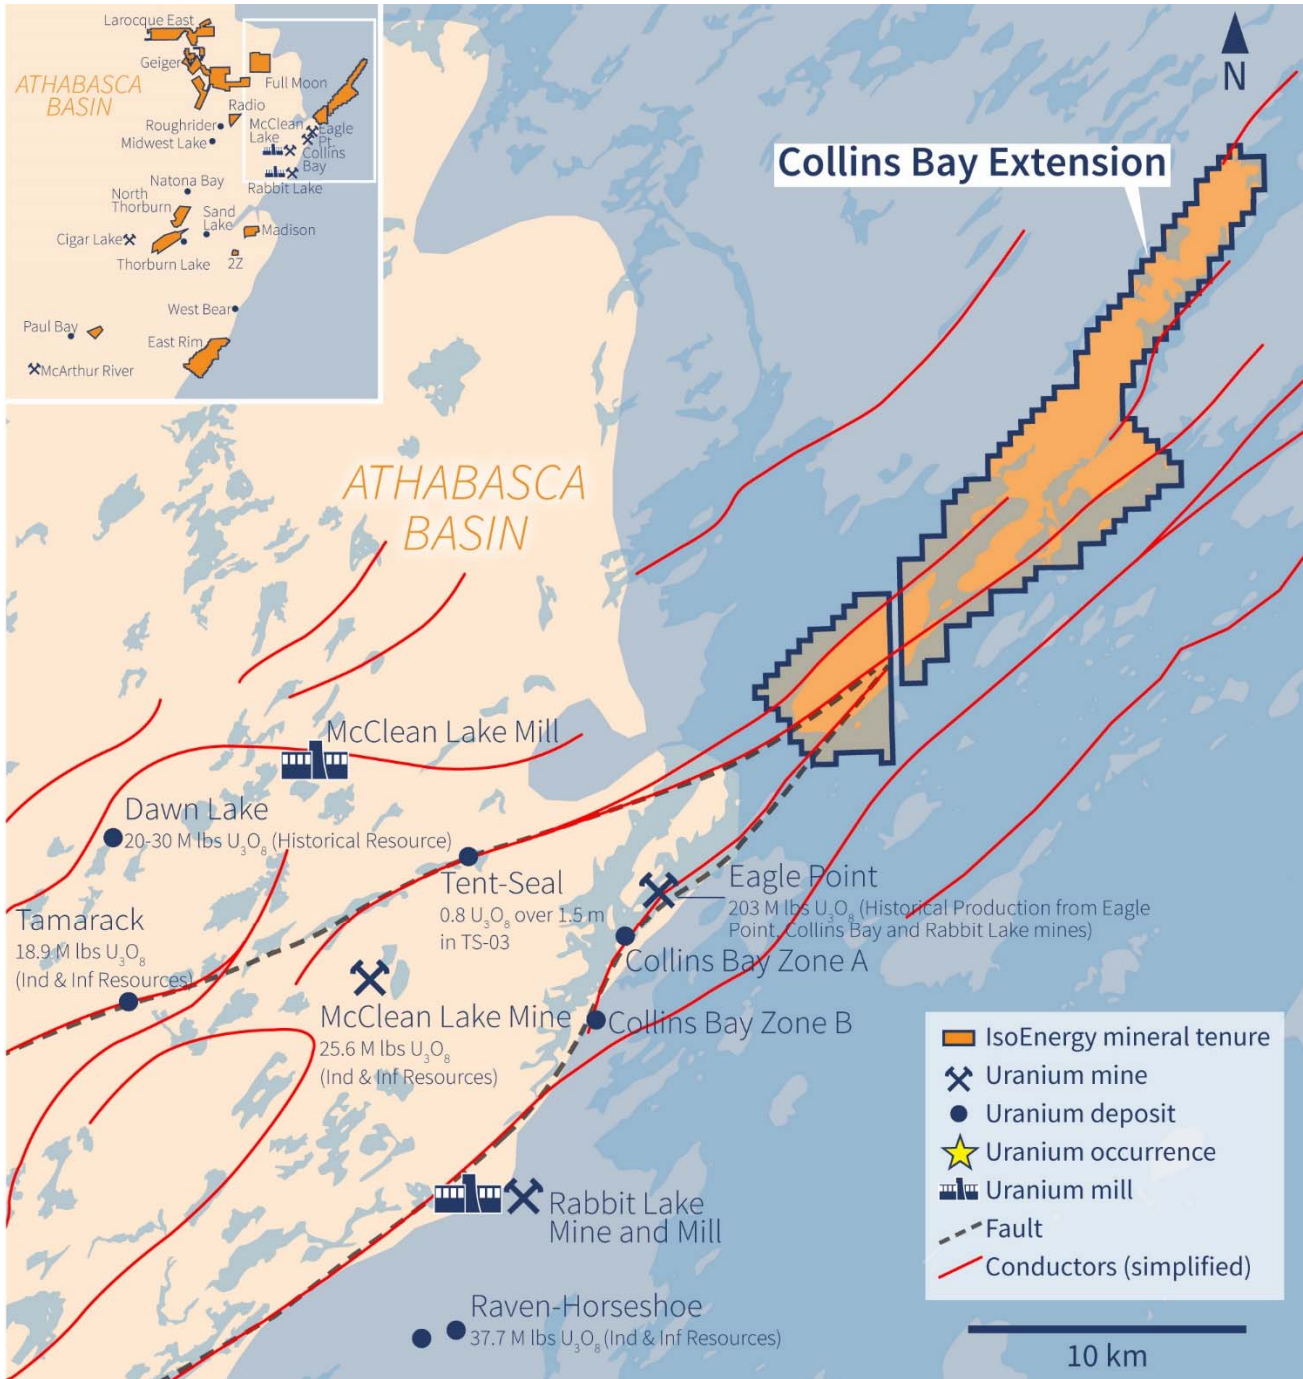 Larocque East
Geiger
ATHABASCA
BASIN
Full Moon
Radio
Roughrider
McClean
Lake
Eagle
Pt.
Midwest Lake
Collins
Bay
Rabbit Lake
Natona Bay
North
Thorburn
Sand
Lake
Cigar Lake
Madison
Thorburn Lake
2Z
West Bear
Paul Bay
East Rim
McArthur River
N
Collins Bay Extension
ATHABASCA
BASIN
McClean Lake Mill
Dawn Lake
20-30 M lbs U₃O₈ (Historical Resource)
Tent-Seal
0.8 U₃O₈ over 1.5 m
in TS-03
Eagle Point
203 M lbs U₃O₈ (Historical Production from Eagle
Point, Collins Bay and Rabbit Lake mines)
Tamarack
18.9 M lbs U₃O₈
(Ind & Inf Resources)
Collins Bay Zone A
McClean Lake Mine
25.6 M lbs U₃O₈
(Ind & Inf Resources)
Collins Bay Zone B
Rabbit Lake
Mine and Mill
Raven-Horseshoe
37.7 M lbs U₃O₈ (Ind & Inf Resources)
IsoEnergy mineral tenure
Uranium mine
Uranium deposit
Uranium occurrence
Uranium mill
Fault
Conductors (simplified)
10 km